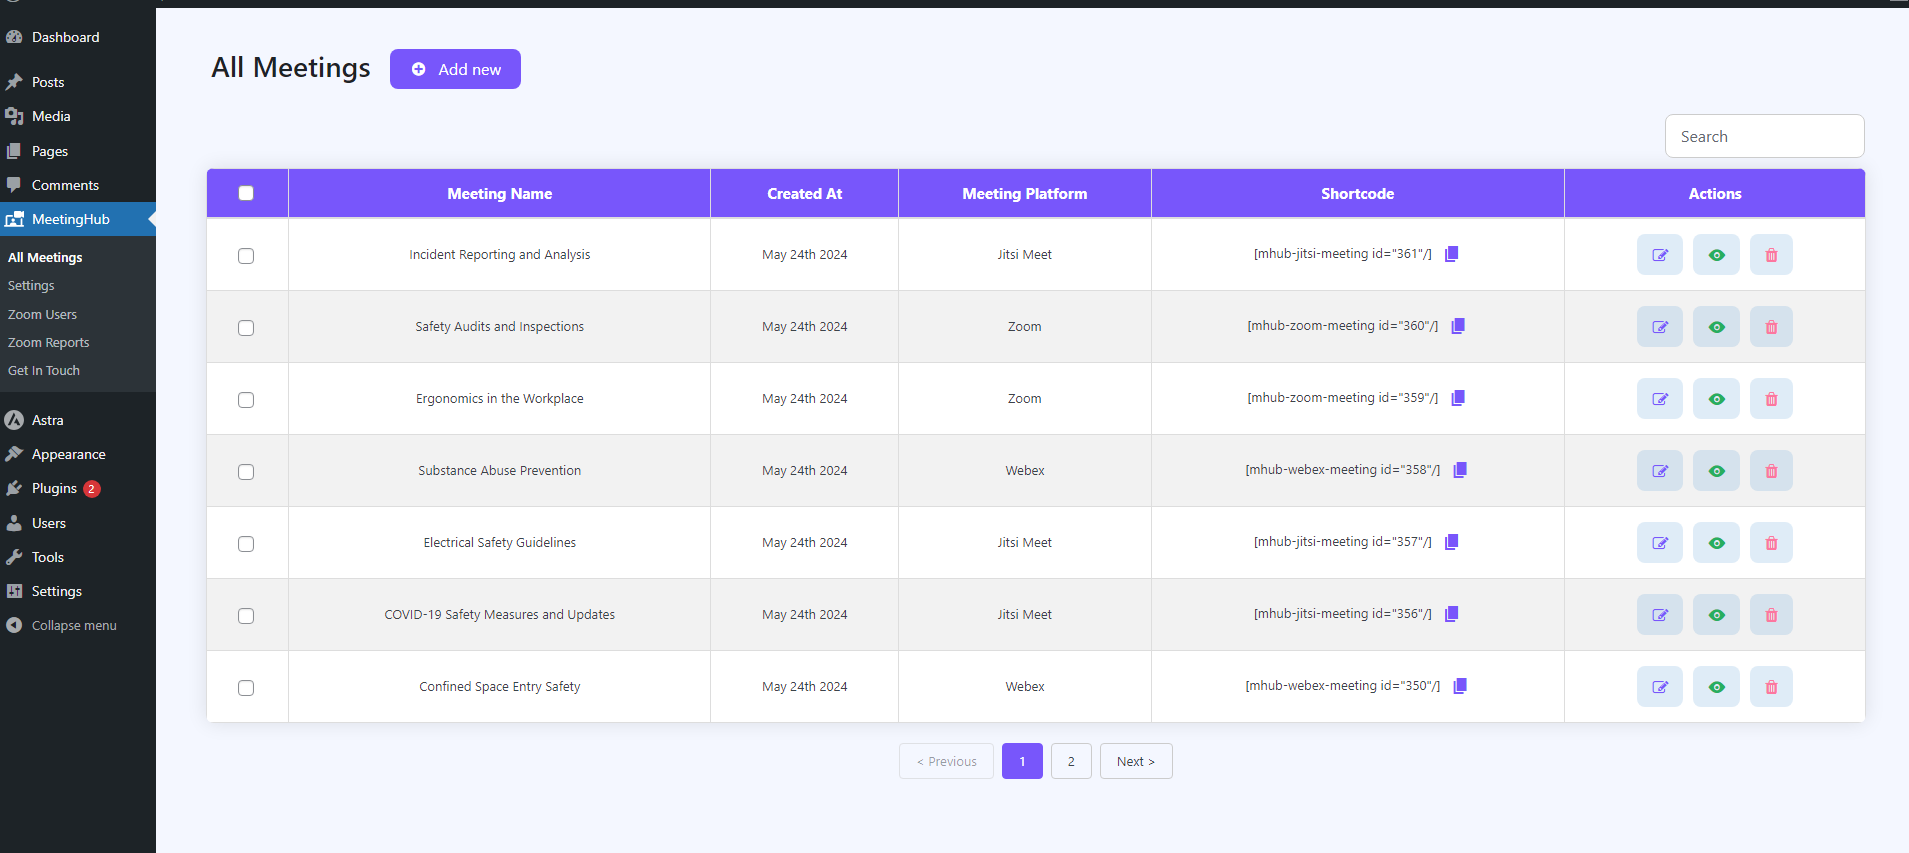 Dashboard
Posts
Media
Pages
Comments
MeetingHub
All Meetings
Settings
Zoom Users
Zoom Reports
Get In Touch
Astra
Appearance
Plugins 2
Users
Tools
Settings
Collapse menu
All Meetings Add new
Search
Meeting Name Created At Meeting Platform Shortcode Actions
Incident Reporting and Analysis May 24th 2024 Jitsi Meet [mhub-jitsi-meeting id="361"/]
Safety Audits and Inspections May 24th 2024 Zoom [mhub-zoom-meeting id="360"/]
Ergonomics in the Workplace May 24th 2024 Zoom [mhub-zoom-meeting id="359"/]
Substance Abuse Prevention May 24th 2024 Webex [mhub-webex-meeting id="358"/]
Electrical Safety Guidelines May 24th 2024 Jitsi Meet [mhub-jitsi-meeting id="357"/]
COVID-19 Safety Measures and Updates May 24th 2024 Jitsi Meet [mhub-jitsi-meeting id="356"/]
Confined Space Entry Safety May 24th 2024 Webex [mhub-webex-meeting id="350"/]
< Previous 1 2 Next >